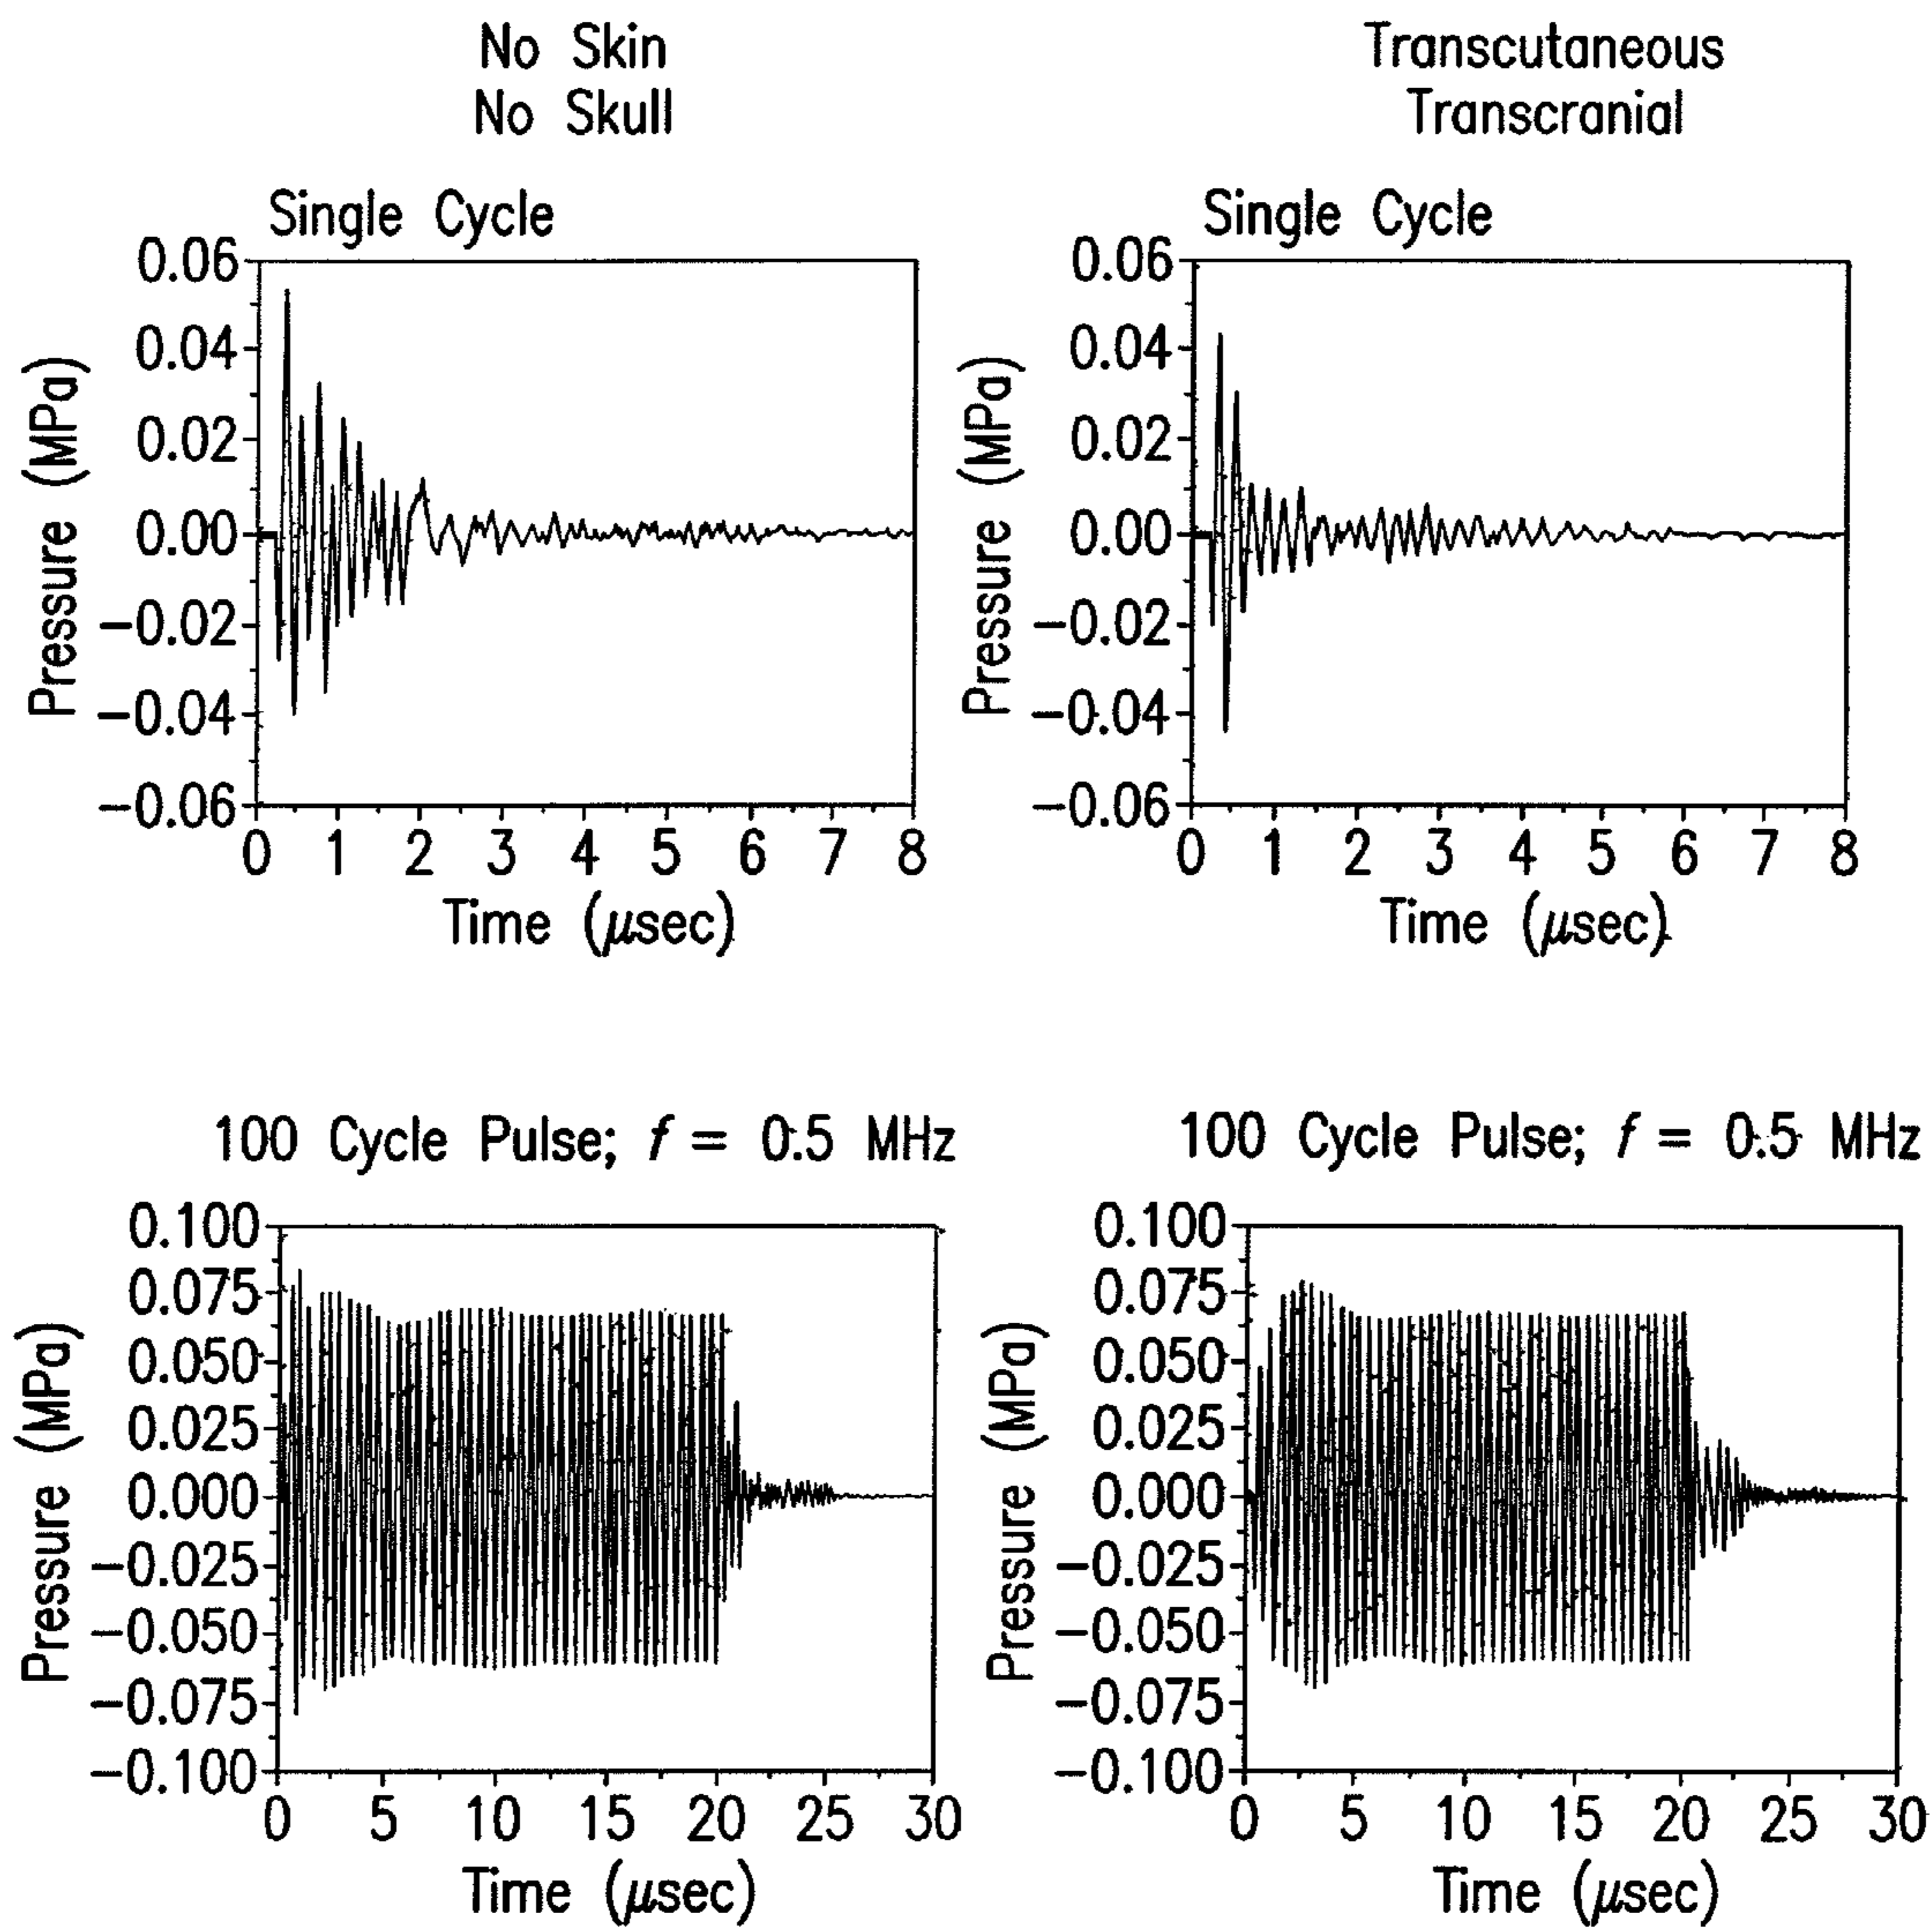 No Skin
No Skull
Transcutaneous
Transcranial
Single Cycle
0.06
0.04
0.02
0.00
−0.02
−0.04
−0.06
Pressure (MPa)
0 1 2 3 4 5 6 7 8
Time (μsec)
Single Cycle
0.06
0.04
0.02
0.00
−0.02
−0.04
−0.06
Pressure (MPa)
0 1 2 3 4 5 6 7 8
Time (μsec)
100 Cycle Pulse; f = 0.5 MHz
0.100
0.075
0.050
0.025
0.000
−0.025
−0.050
−0.075
−0.100
Pressure (MPa)
0 5 10 15 20 25 30
Time (μsec)
100 Cycle Pulse; f = 0.5 MHz
0.100
0.075
0.050
0.025
0.000
−0.025
−0.050
−0.075
−0.100
Pressure (MPa)
0 5 10 15 20 25 30
Time (μsec)